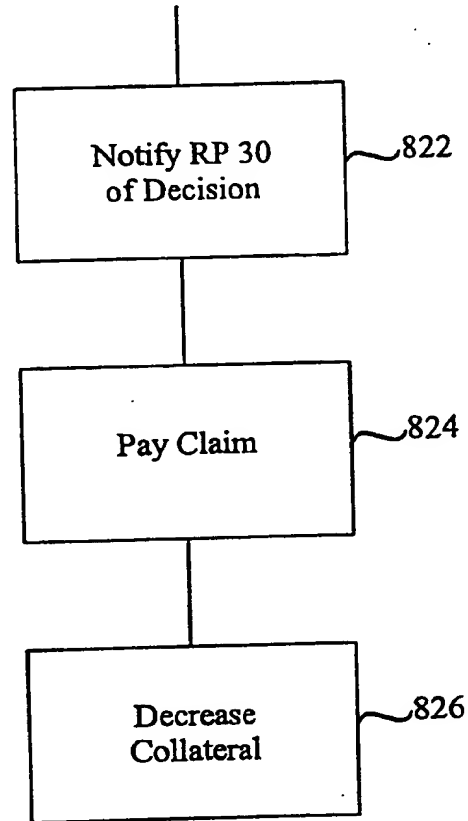 Notify RP 30
of Decision
822
Pay Claim
824
Decrease
Collateral
826